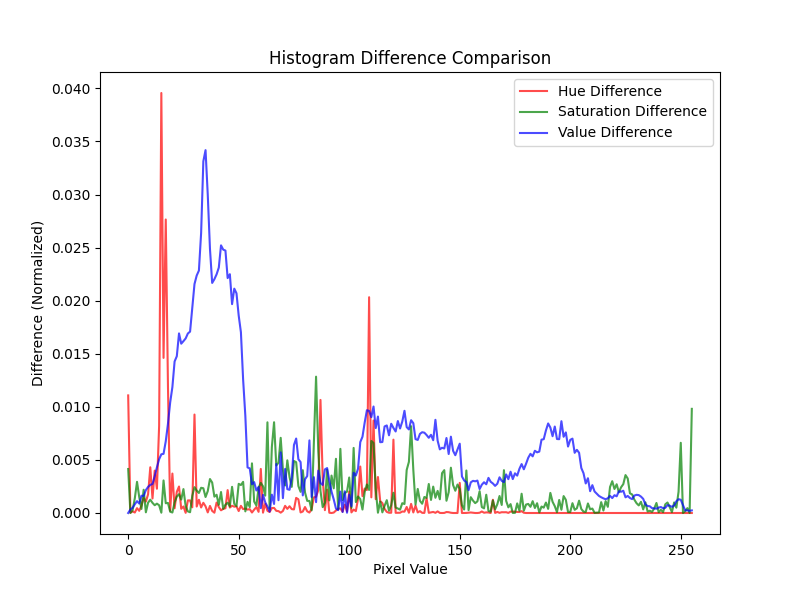 Histogram Difference Comparison
Hue Difference
Saturation Difference
Value Difference
Difference (Normalized)
0.040
0.035
0.030
0.025
0.020
0.015
0.010
0.005
0.000
0 50 100 150 200 250
Pixel Value